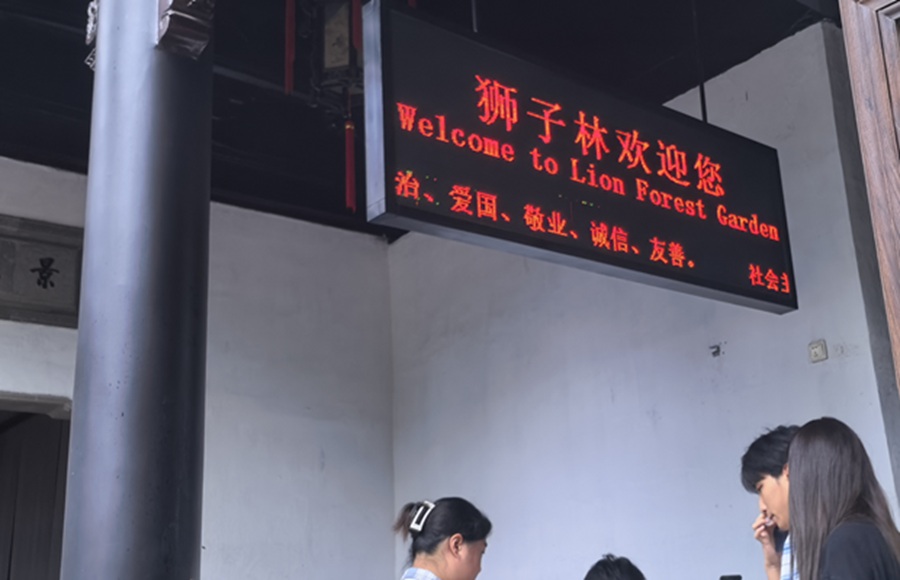 狮子林欢迎您
Welcome to Lion Forest Garden
治、爱国、敬业、诚信、友善。 社会主
景